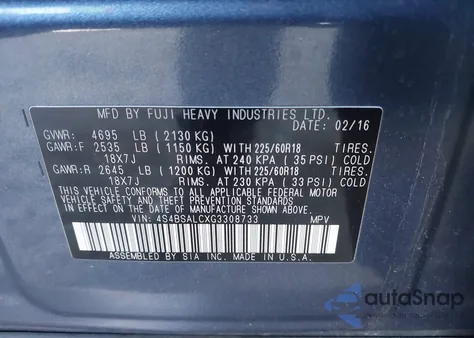 MFD BY FUJI HEAVY INDUSTRIES LTD.
DATE: 02/16
GVWR: 4695 LB (2130 KG)
GAWR:F 2535 LB (1150 KG) WITH 225/60R18 TIRES.
18X7J RIMS. AT 240 KPA (35 PSI) COLD
GAWR:R 2645 LB (1200 KG) WITH 225/60R18 TIRES.
18X7J RIMS. AT 230 KPA (33 PSI) COLD
THIS VEHICLE CONFORMS TO ALL APPLICABLE FEDERAL MOTOR
VEHICLE SAFETY STANDARDS IN EFFECT ON THE DATE OF
MANUFACTURE SHOWN ABOVE.
VIN: 4S4BSALCXG3308733 MPV
ASSEMBLED BY SIA INC. MADE IN U.S.A.
autoSnap